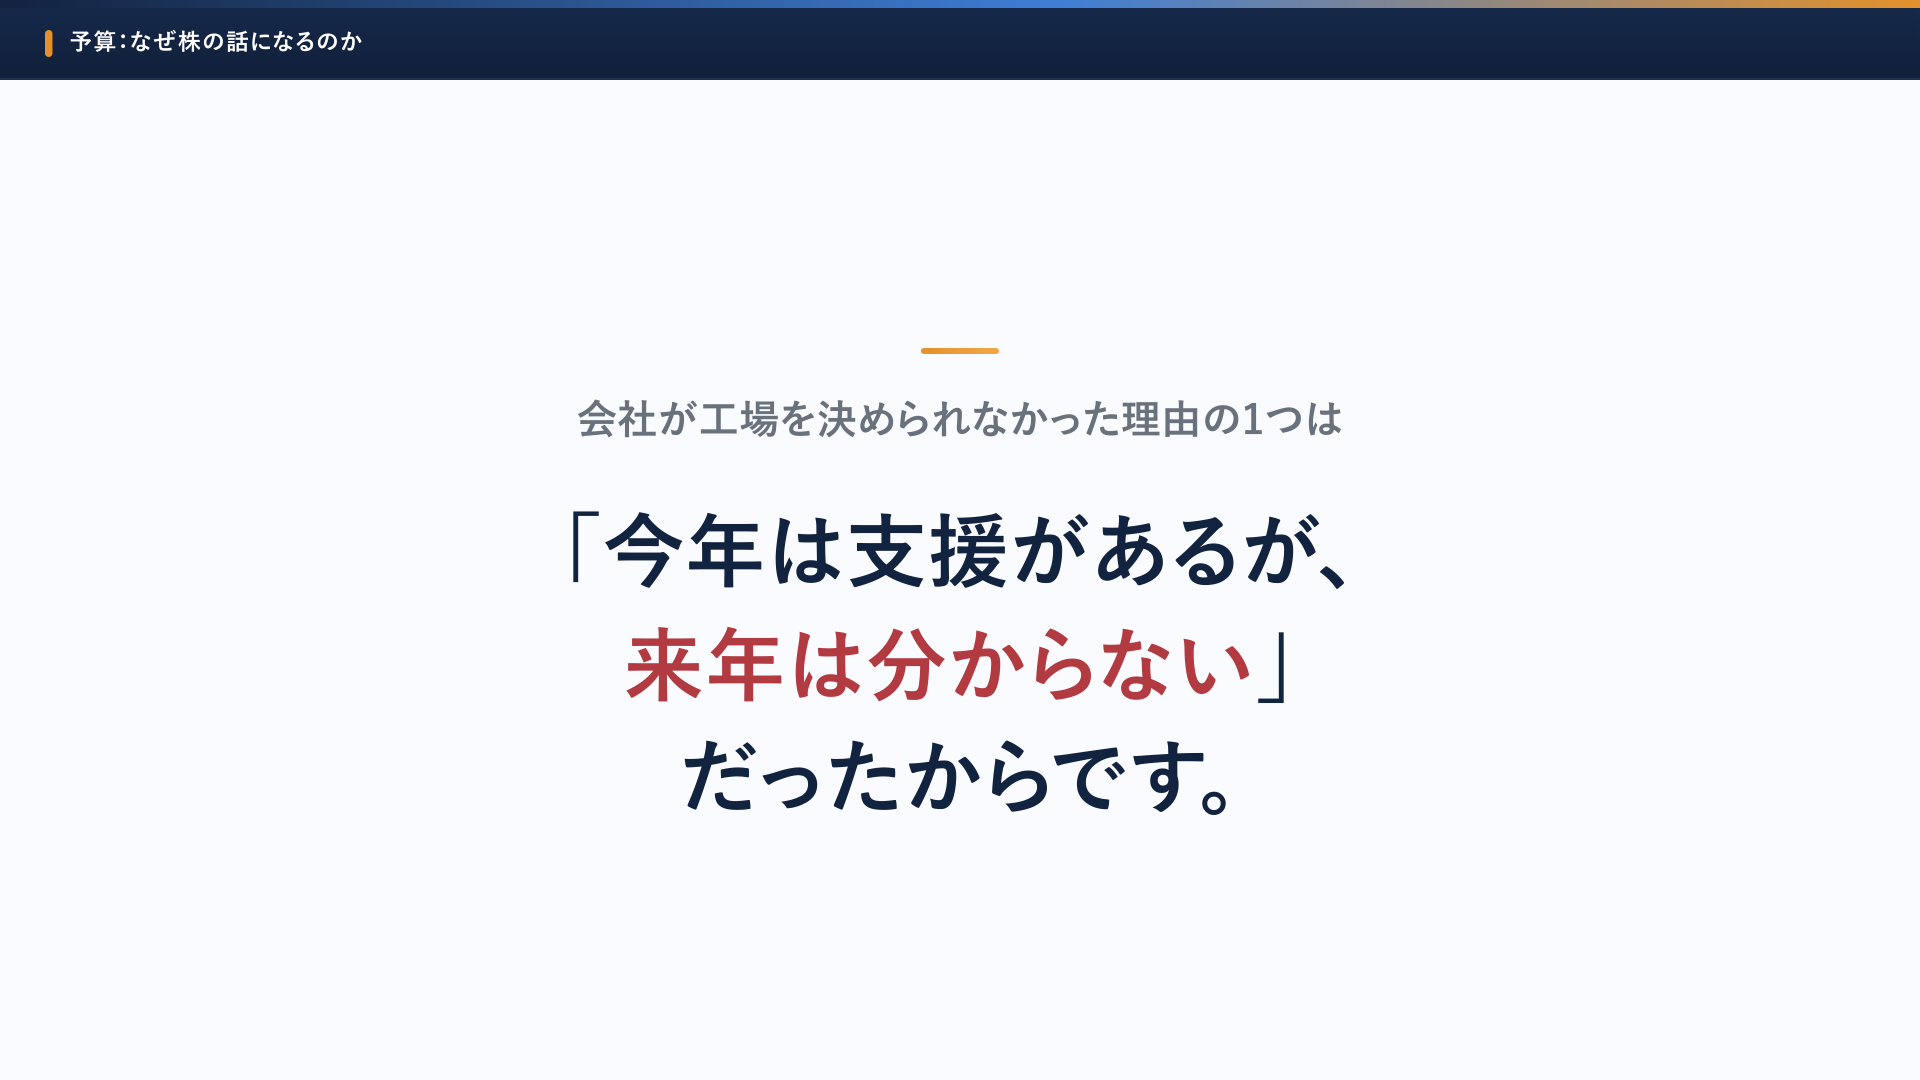 予算：なぜ株の話になるのか
会社が工場を決められなかった理由の1つは
「今年は支援があるが、
来年は分からない」
だったからです。